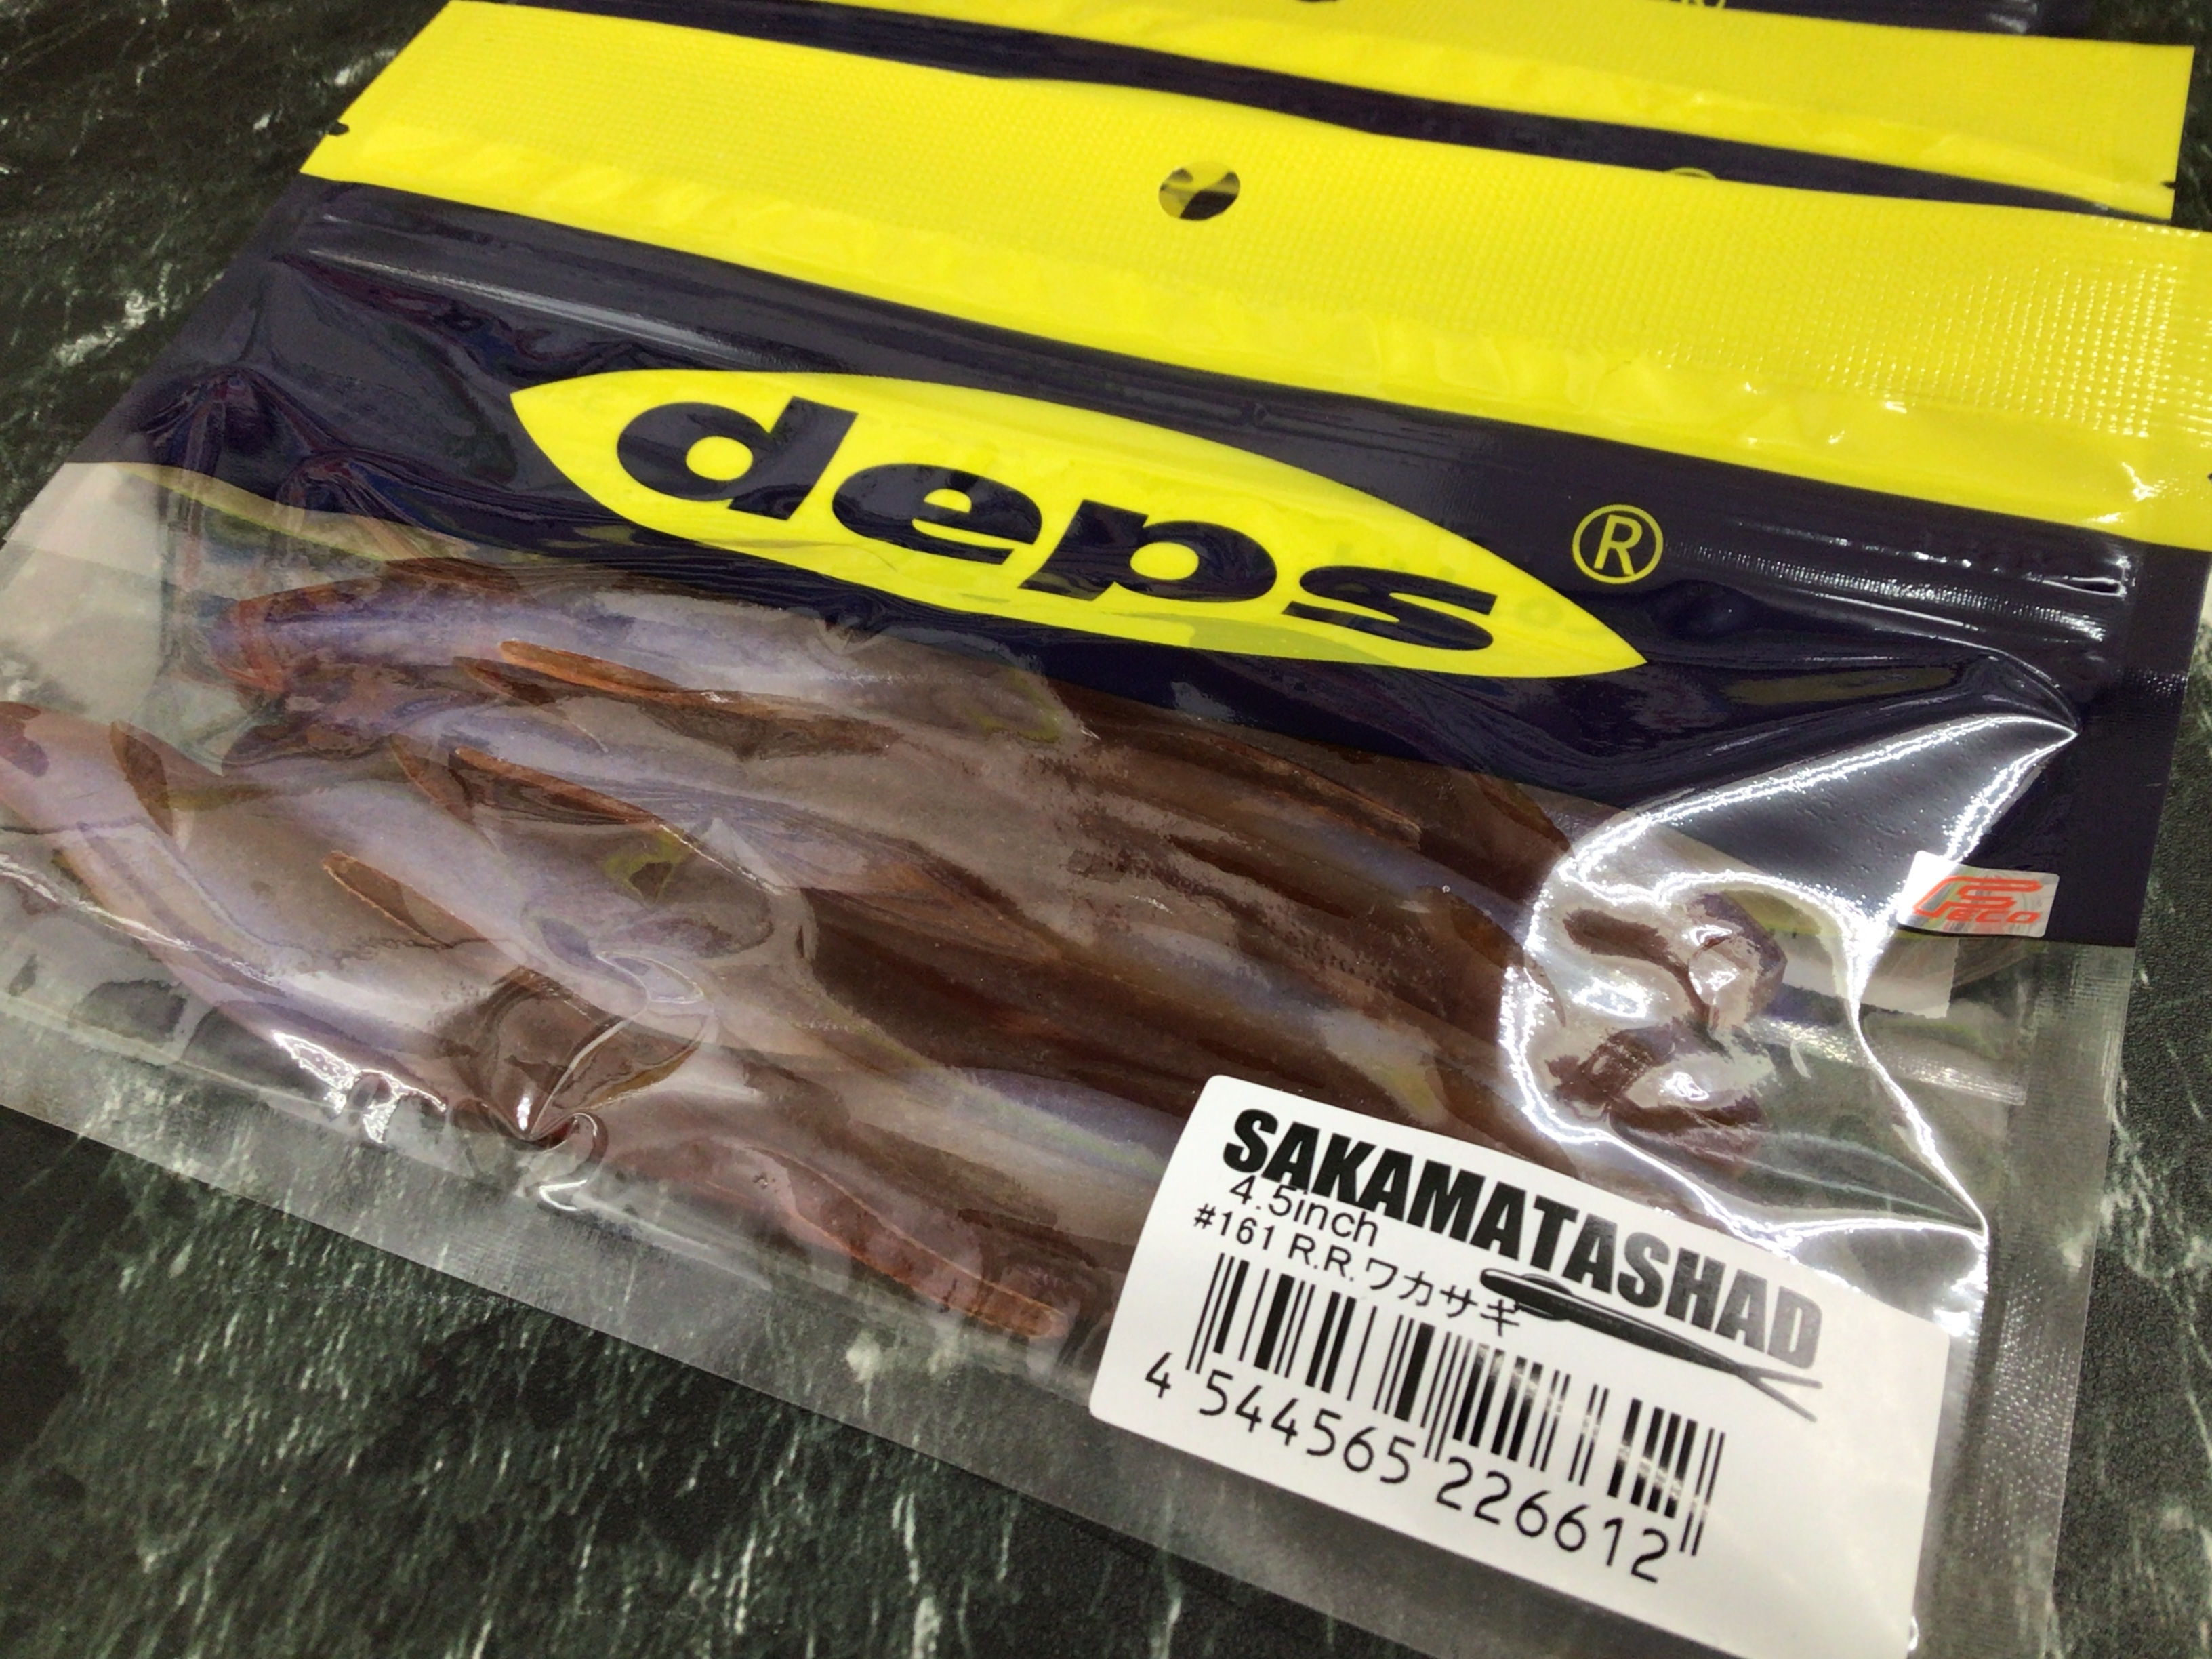 deps®
SAKAMATASHAD
4.5inch
#161 R.R.ワカサギ
4 544565 226612